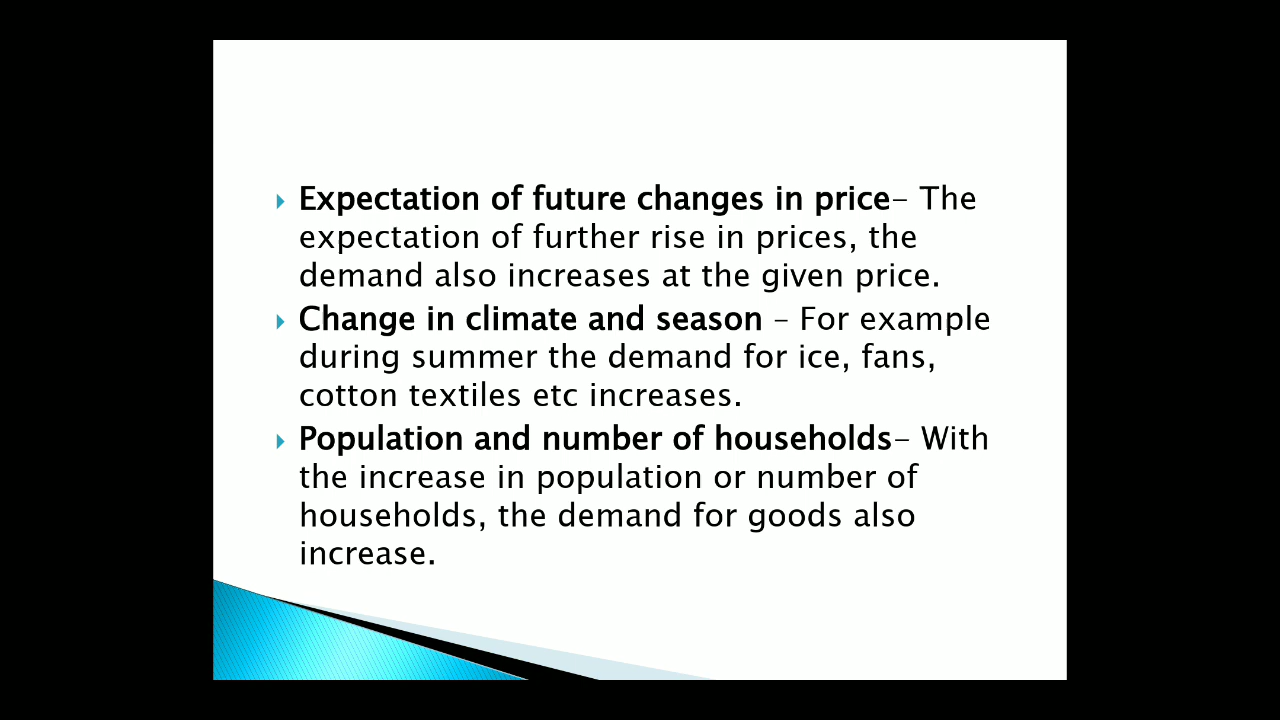 Expectation of future changes in price– The
expectation of further rise in prices, the
demand also increases at the given price.
Change in climate and season – For example
during summer the demand for ice, fans,
cotton textiles etc increases.
Population and number of households– With
the increase in population or number of
households, the demand for goods also
increase.